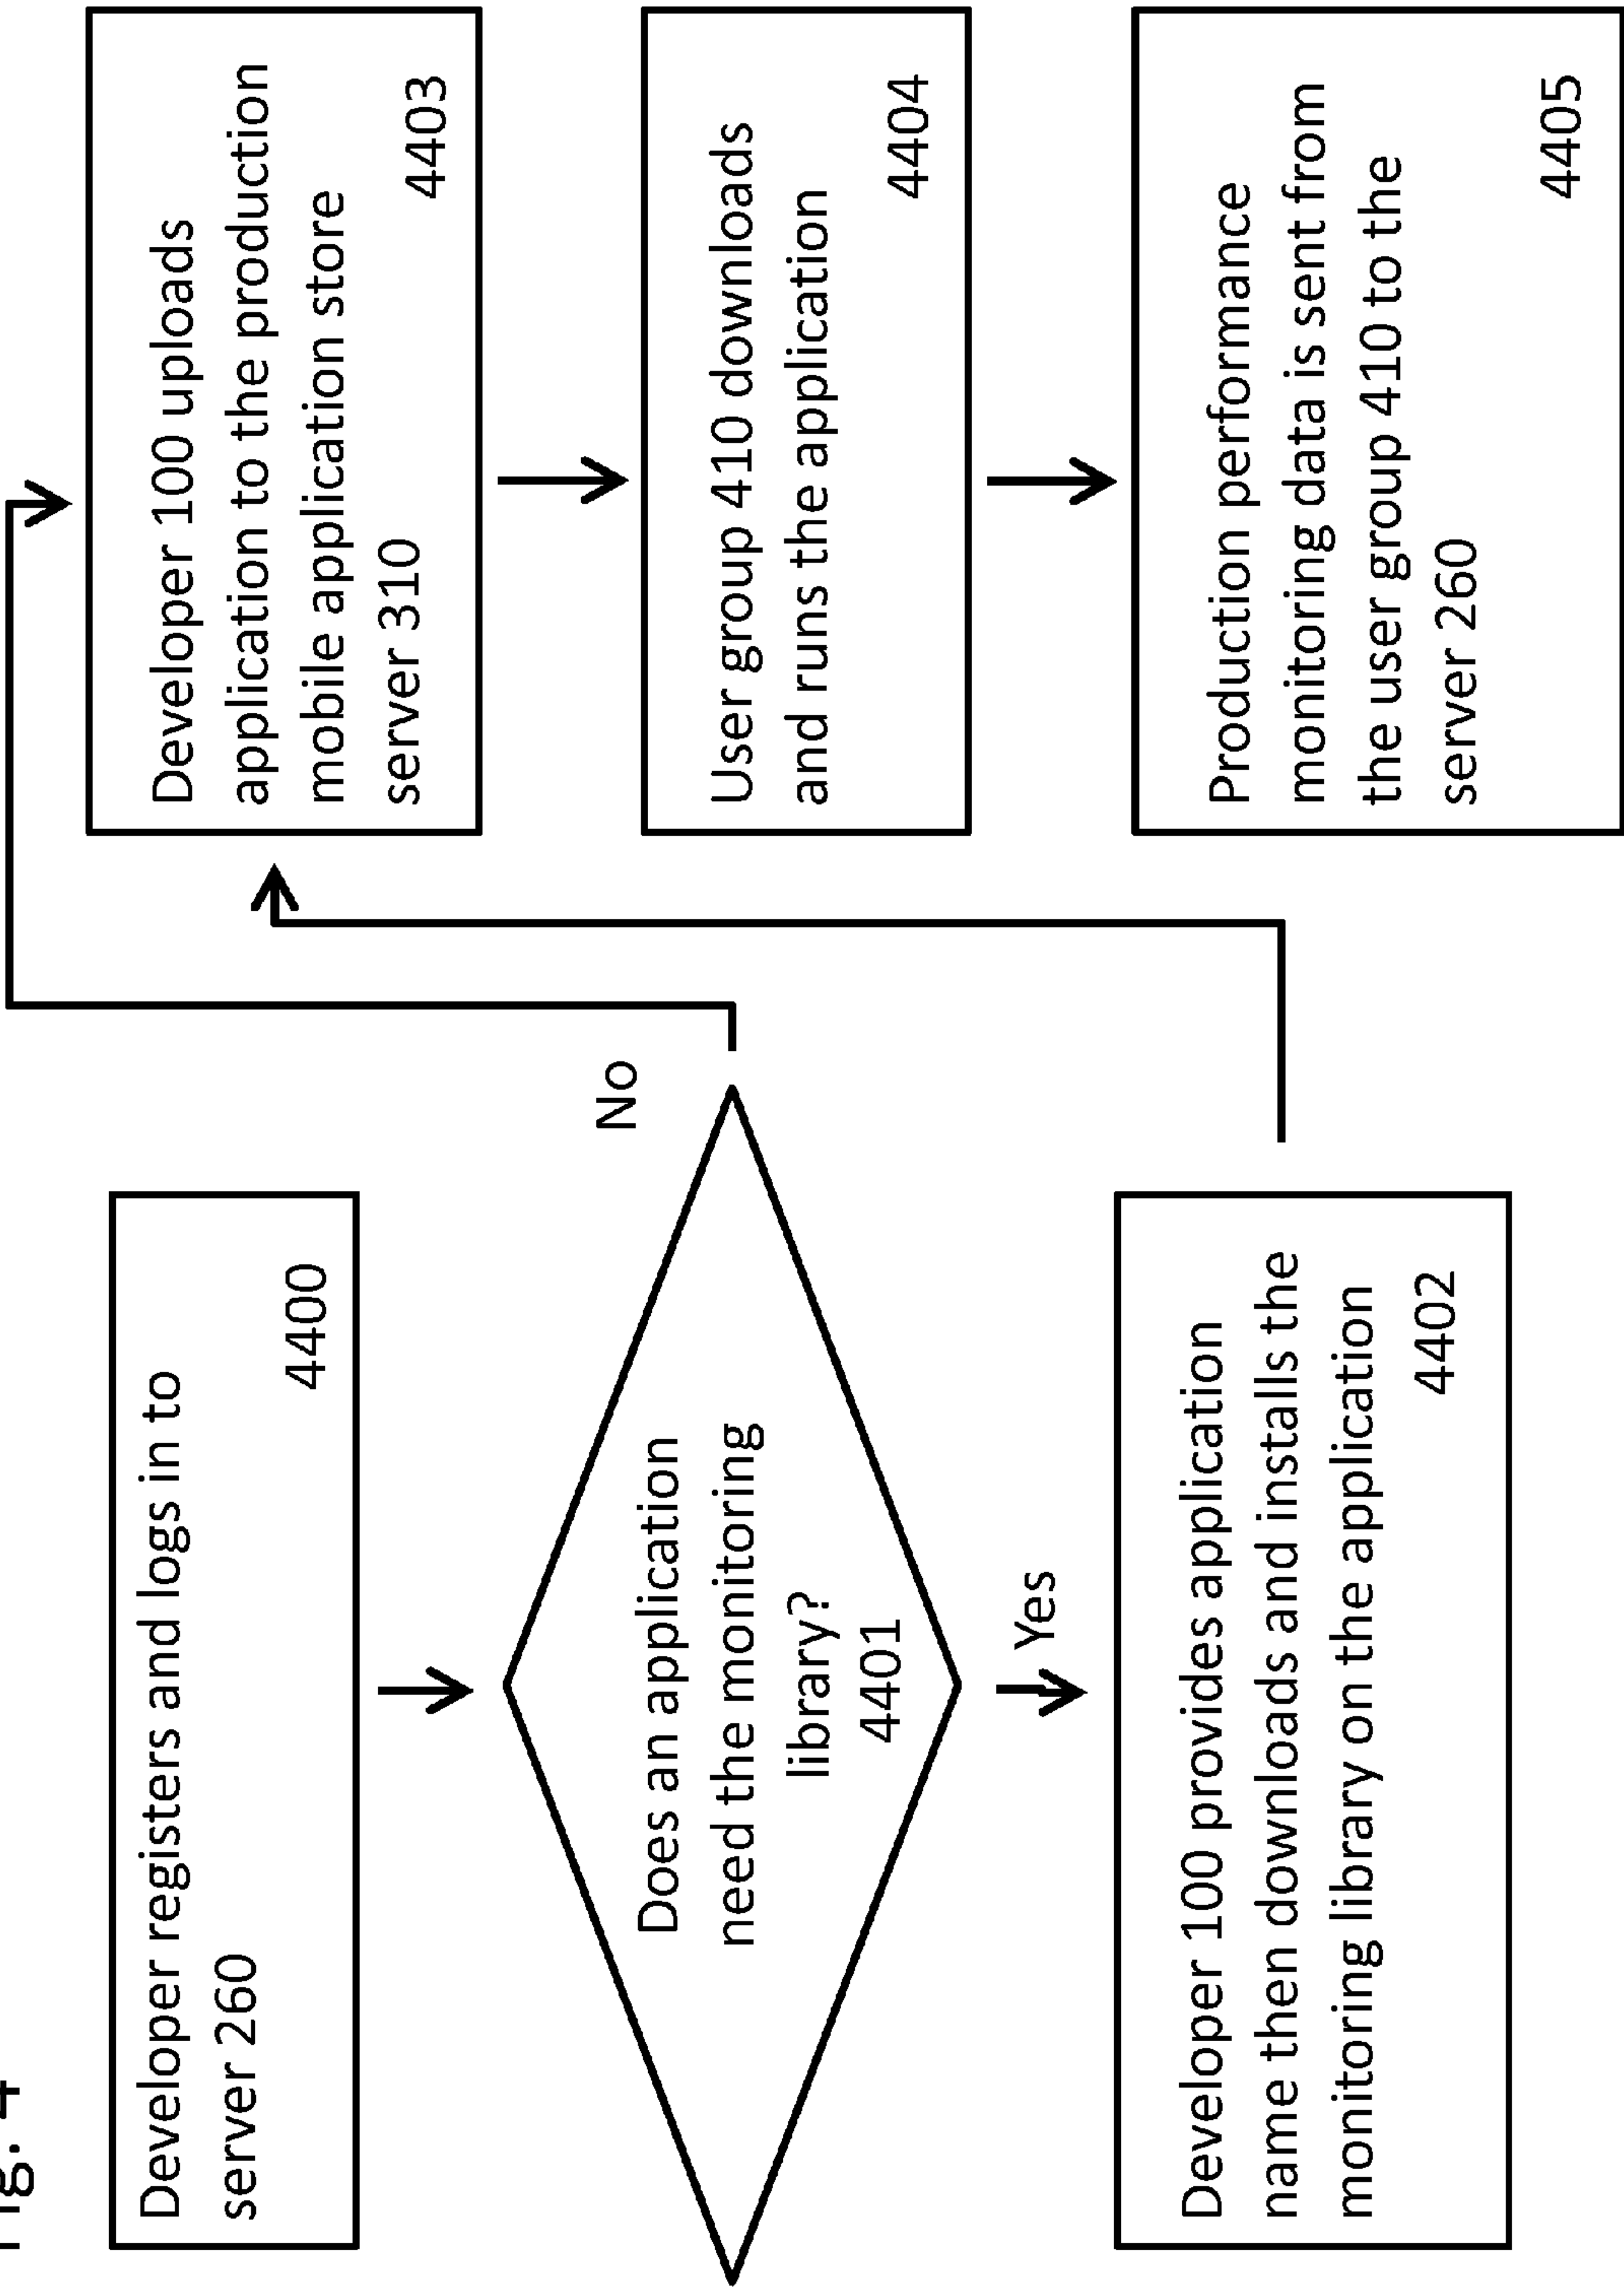 Fig. 4
Developer registers and logs in to
server 260
4400
Does an application
need the monitoring
library?
4401
No
Yes
Developer 100 provides application
name then downloads and installs the
monitoring library on the application
4402
Developer 100 uploads
application to the production
mobile application store
server 310
4403
User group 410 downloads
and runs the application
4404
Production performance
monitoring data is sent from
the user group 410 to the
server 260
4405